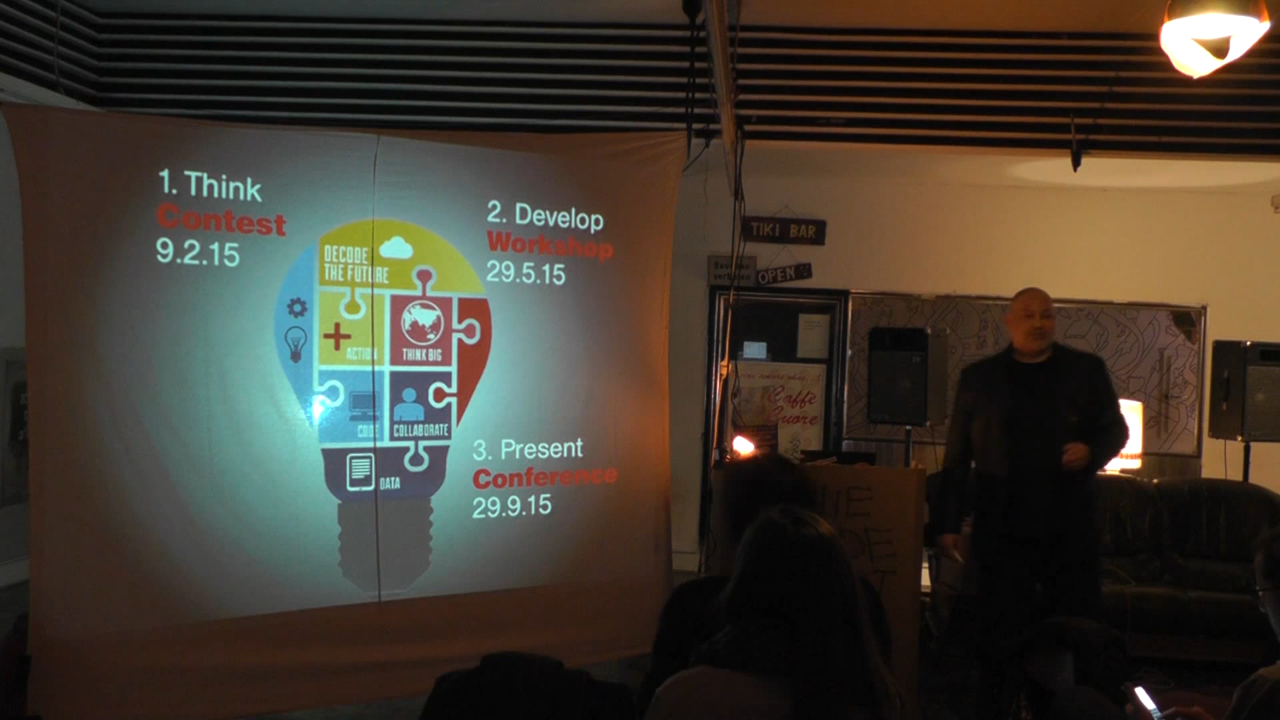 1. Think
Contest
9.2.15
2. Develop
Workshop
29.5.15
DECODE
THE FUTURE
ACTION
THINK BIG
CODE
COLLABORATE
DATA
3. Present
Conference
29.9.15
TIKI BAR
OPEN
Caffè
Cuore